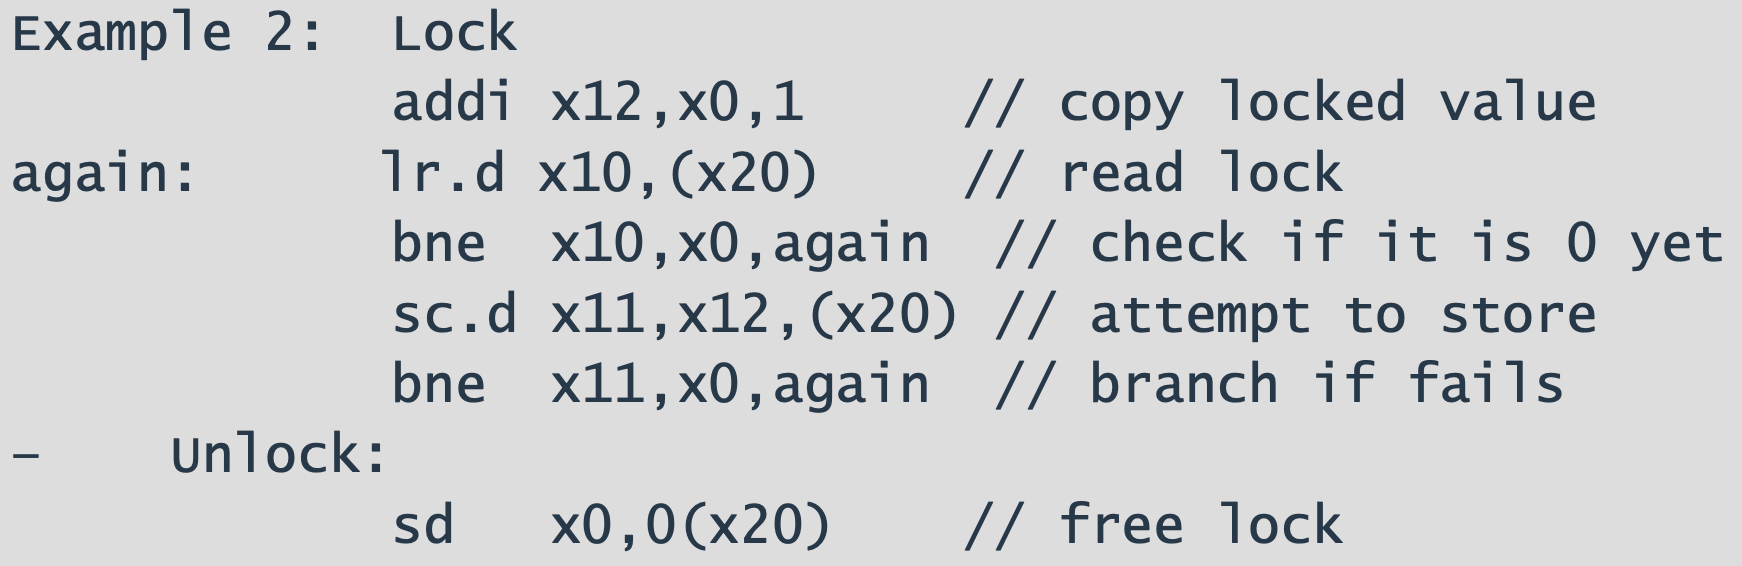 Example 2:  Lock
            addi x12,x0,1     // copy locked value
again:      lr.d x10,(x20)    // read lock
            bne  x10,x0,again  // check if it is 0 yet
            sc.d x11,x12,(x20) // attempt to store
            bne  x11,x0,again  // branch if fails
–    Unlock:
            sd   x0,0(x20)    // free lock